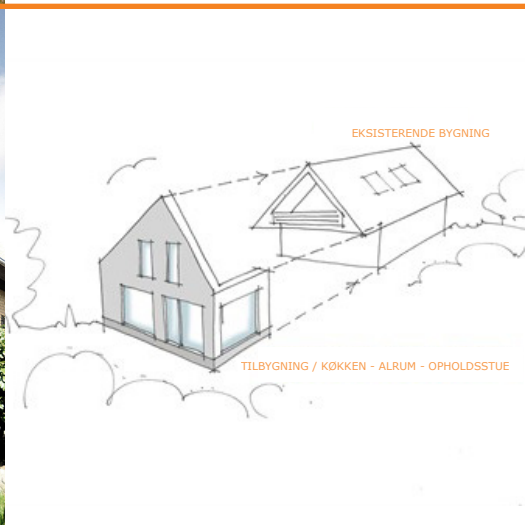 EKSISTERENDE BYGNING
TILBYGNING / KØKKEN - ALRUM - OPHOLDSSTUE